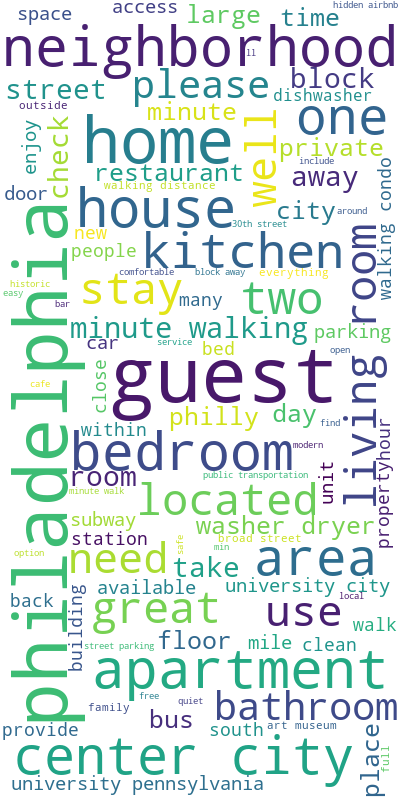 space access hidden airbnb
large time
neighborhood
11
street please block
outside dishwasher
enjoy check home well one
minute private
restaurant away
walking distance
door house city walking condo
30th street around
new people kitchen
historic easy comfortable block away everything
philadelphia stay many two living room
bar minute walking parking
car service bed open
close guest
cafe philly day find
within bedroom modern
room public transportation unit property hour
minute walk located
subway washer dryer
station broad street
option need safe min area
take local
back available university city
building great use walk
floor mile clean
street parking apartment
free quiet bathroom
family bus art museum
provide south place
center city full
university pennsylvania
include